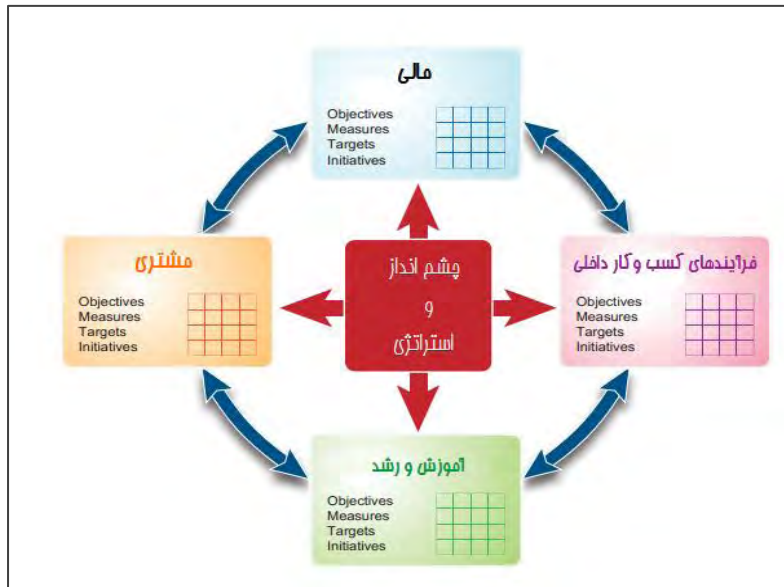 مالی
Objectives
Measures
Targets
Initiatives
مشتری
Objectives
Measures
Targets
Initiatives
چشم انداز
و
استراتژی
فرآیندهای کسب و کار داخلی
Objectives
Measures
Targets
Initiatives
آموزش و رشد
Objectives
Measures
Targets
Initiatives